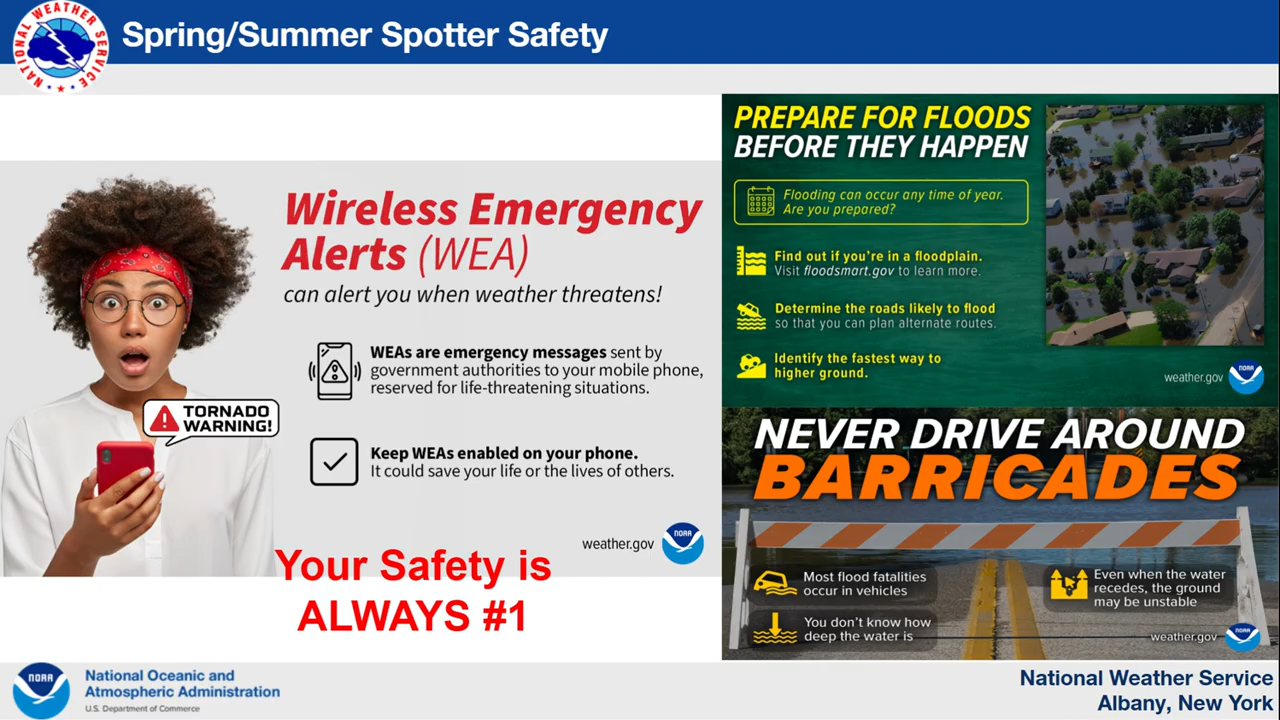 NATIONAL WEATHER SERVICE
Spring/Summer Spotter Safety
Wireless Emergency
Alerts (WEA)
can alert you when weather threatens!
WEAs are emergency messages sent by
government authorities to your mobile phone,
reserved for life-threatening situations.
TORNADO
WARNING!
Keep WEAs enabled on your phone.
It could save your life or the lives of others.
weather.gov
NOAA
Your Safety is
ALWAYS #1
PREPARE FOR FLOODS
BEFORE THEY HAPPEN
Flooding can occur any time of year.
Are you prepared?
Find out if you're in a floodplain.
Visit floodsmart.gov to learn more.
Determine the roads likely to flood
so that you can plan alternate routes.
Identify the fastest way to
higher ground.
weather.gov
NOAA
NEVER DRIVE AROUND
BARRICADES
Most flood fatalities
occur in vehicles
You don't know how
deep the water is
Even when the water
recedes, the ground
may be unstable
weather.gov
NOAA
NOAA
National Oceanic and
Atmospheric Administration
U.S. Department of Commerce
National Weather Service
Albany, New York